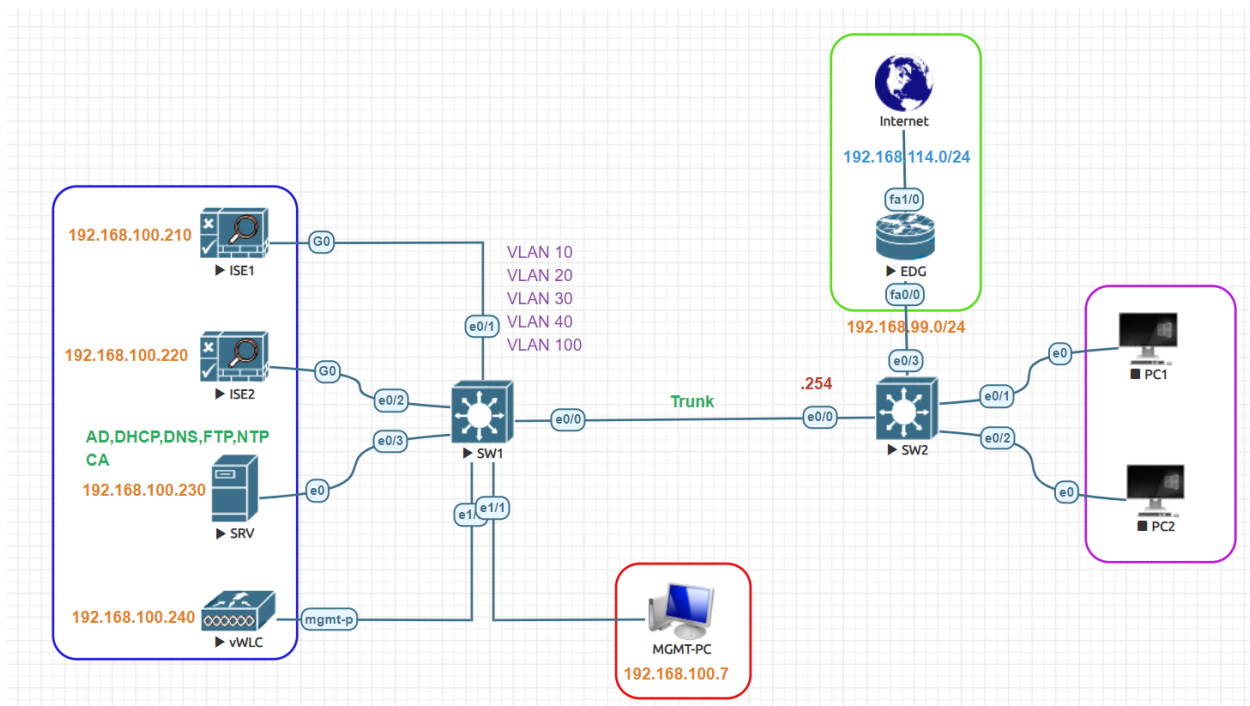 Internet
192.168.114.0/24
fa1/0
EDG
fa0/0
192.168.99.0/24
e0/3
192.168.100.210
G0
ISE1
VLAN 10
VLAN 20
VLAN 30
VLAN 40
VLAN 100
e0/1
192.168.100.220
G0
ISE2
e0/2
AD,DHCP,DNS,FTP,NTP
CA
e0/3
192.168.100.230
e0
SRV
SW1
e0/0
Trunk
.254
e0/0
SW2
e0/1
e0
PC1
e0/2
e0
PC2
e1/
e1/1
192.168.100.240
mgmt-p
vWLC
MGMT-PC
192.168.100.7